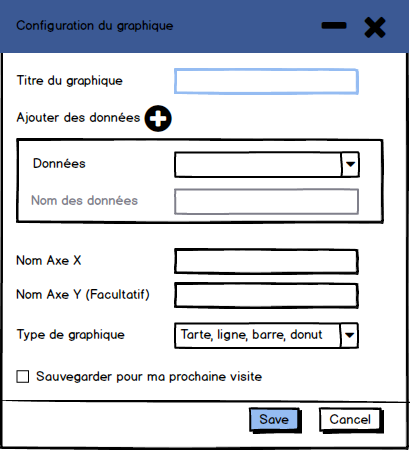 Configuration du graphique
Titre du graphique
Ajouter des données
Données
Nom des données
Nom Axe X
Nom Axe Y (Facultatif)
Type de graphique Tarte, ligne, barre, donut
Sauvegarder pour ma prochaine visite
Save Cancel